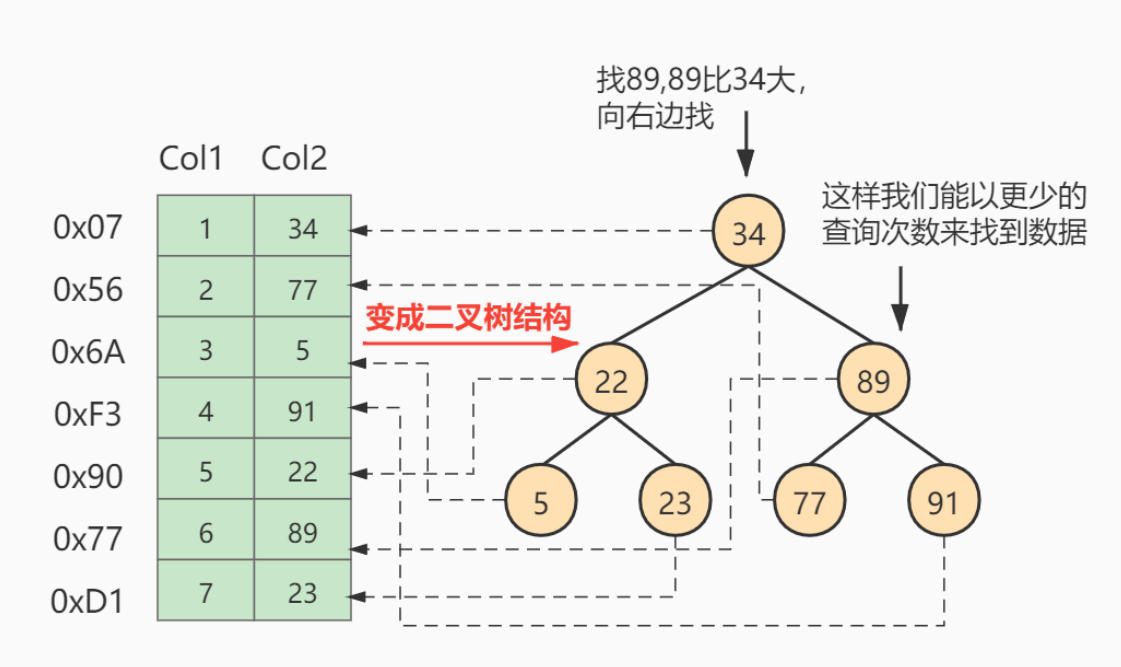 找89,89比34大，
向右边找
这样我们能以更少的
查询次数来找到数据
Col1 Col2
0x07 1 34
0x56 2 77
0x6A 3 5
0xF3 4 91
0x90 5 22
0x77 6 89
0xD1 7 23
变成二叉树结构
34
22 89
5 23 77 91